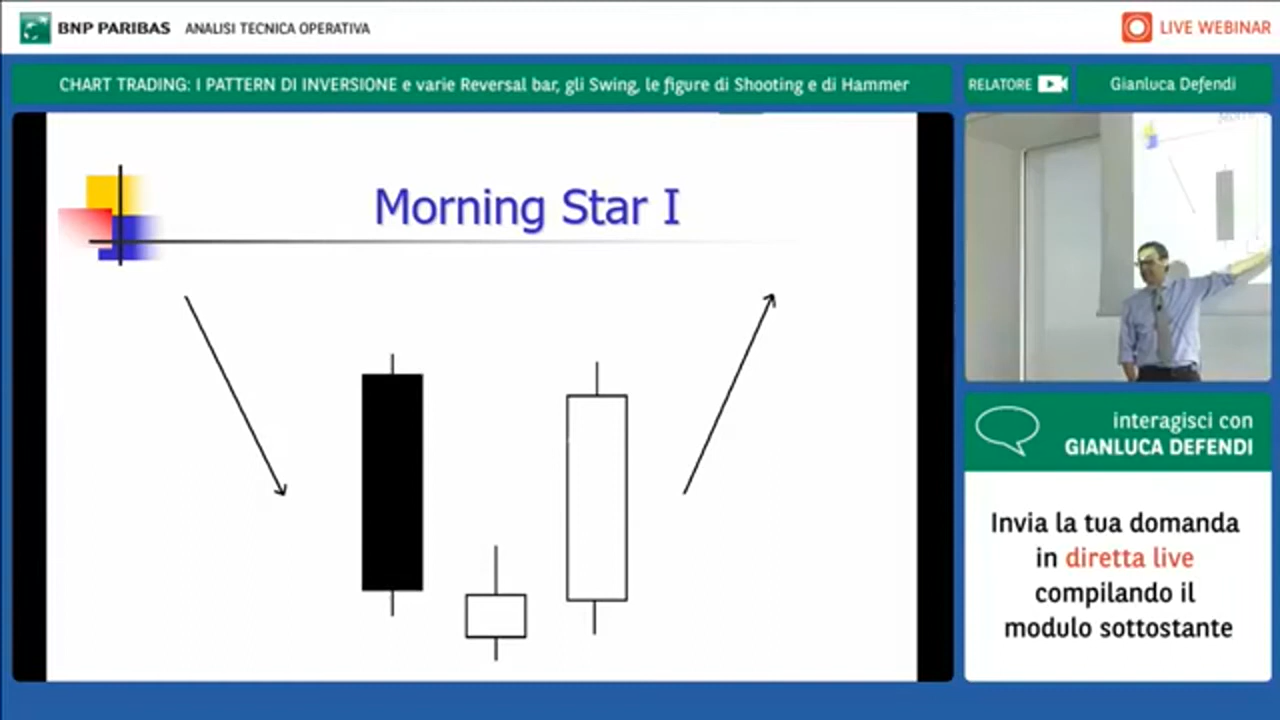 BNP PARIBAS ANALISI TECNICA OPERATIVA
LIVE WEBINAR
CHART TRADING: I PATTERN DI INVERSIONE e varie Reversal bar, gli Swing, le figure di Shooting e di Hammer
RELATORE
Gianluca Defendi
Morning Star I
interagisci con
GIANLUCA DEFENDI
Invia la tua domanda
in diretta live
compilando il
modulo sottostante